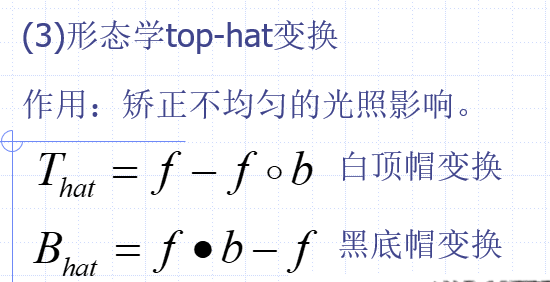 (3)形态学top-hat变换
作用：矫正不均匀的光照影响。
T_hat = f − f ∘ b 白顶帽变换
B_hat = f ● b − f 黑底帽变换